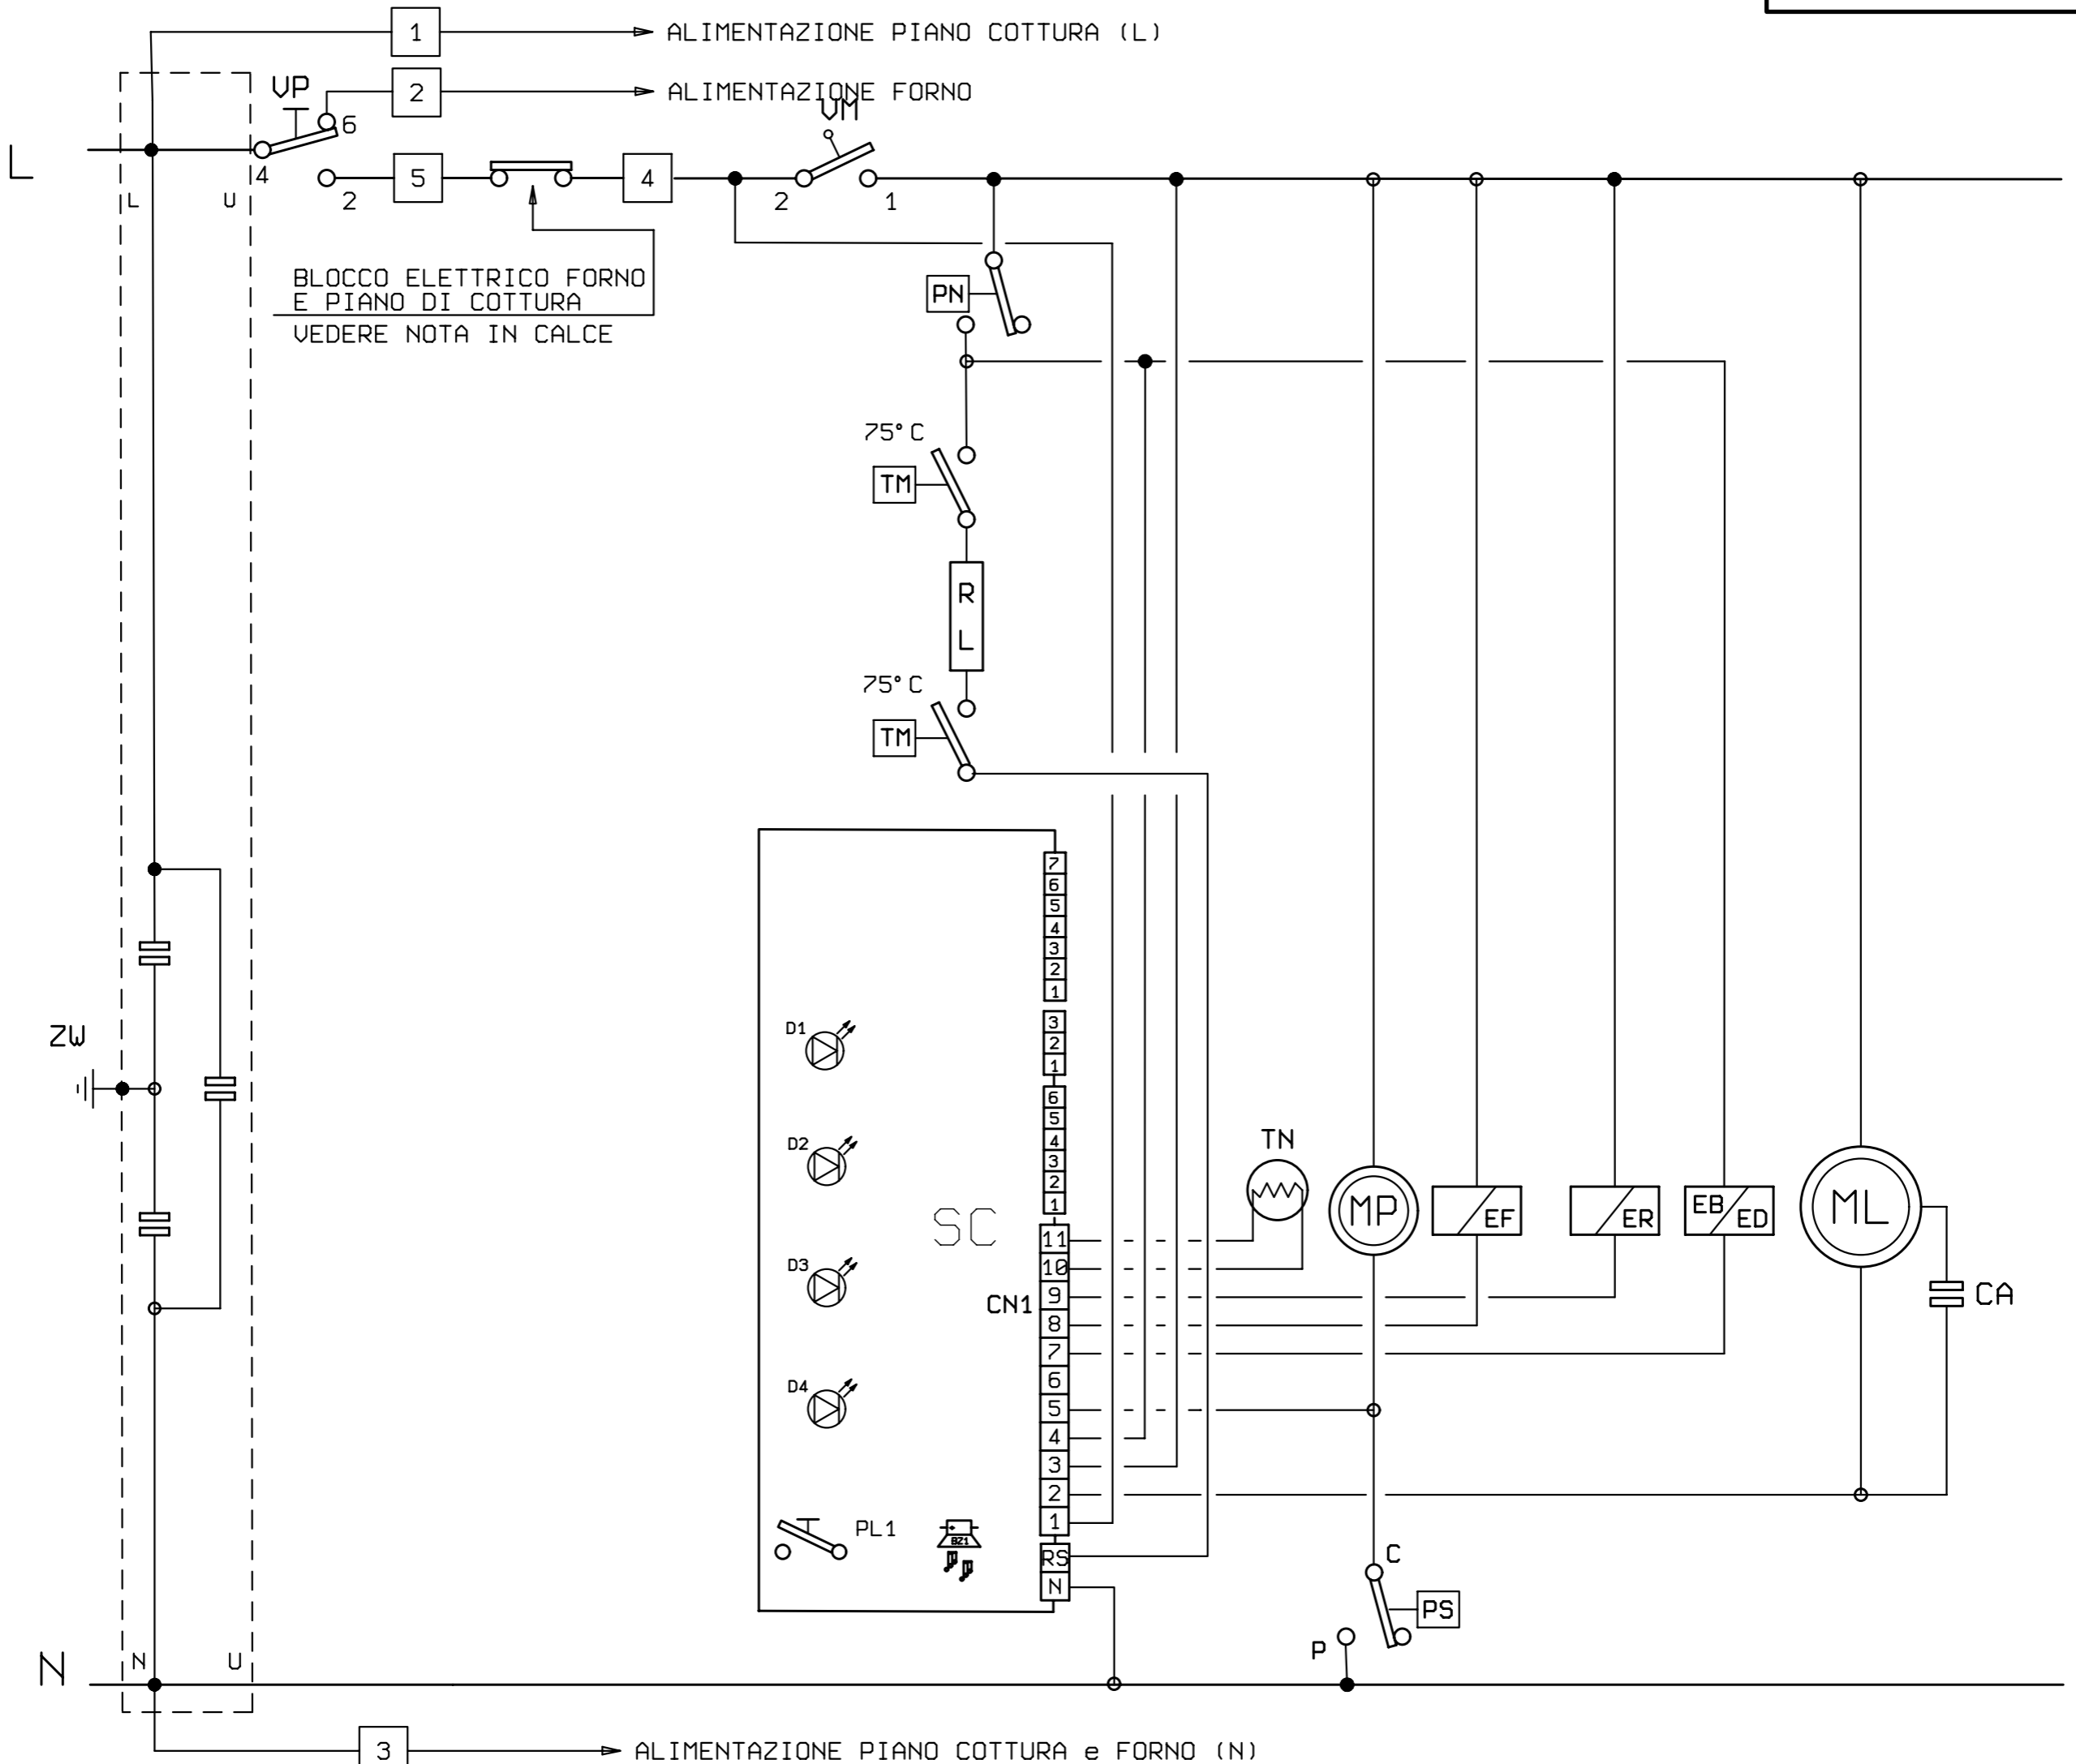 1
ALIMENTAZIONE PIANO COTTURA (L)
VP
2
ALIMENTAZIONE FORNO
VM
6
L
4
L
U
2
5
4
2
1
BLOCCO ELETTRICO FORNO
E PIANO DI COTTURA
VEDERE NOTA IN CALCE
PN
75°C
TM
R
L
75°C
TM
7
6
5
4
3
2
1
D1
3
2
1
ZW
6
5
4
3
2
1
D2
TN
MP
EF
ER
EB
ED
ML
SC
11
10
D3
9
CN1
CA
8
7
6
D4
5
4
3
2
1
PL1
BZ1
RS
N
C
PS
P
N
N
U
3
ALIMENTAZIONE PIANO COTTURA e FORNO (N)